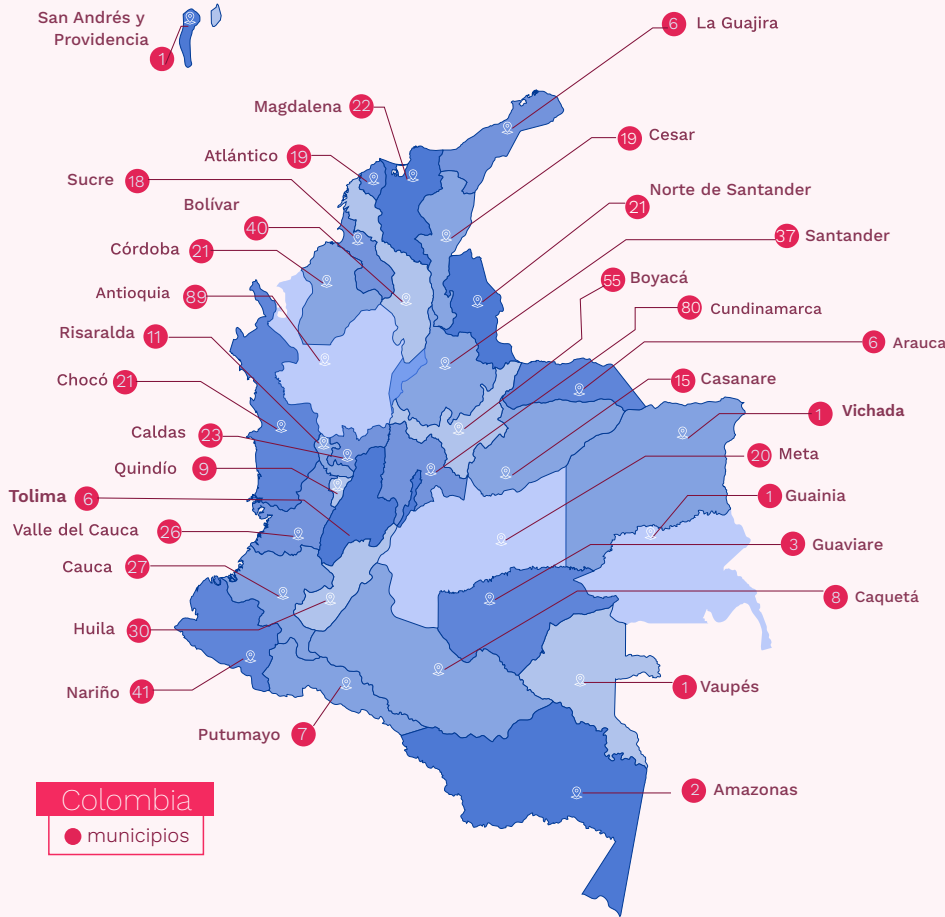 San Andrés y
Providencia
1
6 La Guajira
Magdalena 22
19 Cesar
Atlántico 19
Sucre 18
Norte de Santander
21
Bolívar
40
37 Santander
Córdoba 21
55 Boyacá
Antioquia 89
80 Cundinamarca
Risaralda 11
6 Arauca
Chocó 21
15 Casanare
1 Vichada
Caldas 23
20 Meta
Quindío 9
Tolima 6
1 Guainia
Valle del Cauca 26
3 Guaviare
Cauca 27
8 Caquetá
Huila 30
Nariño 41
1 Vaupés
Putumayo 7
2 Amazonas
Colombia
municipios